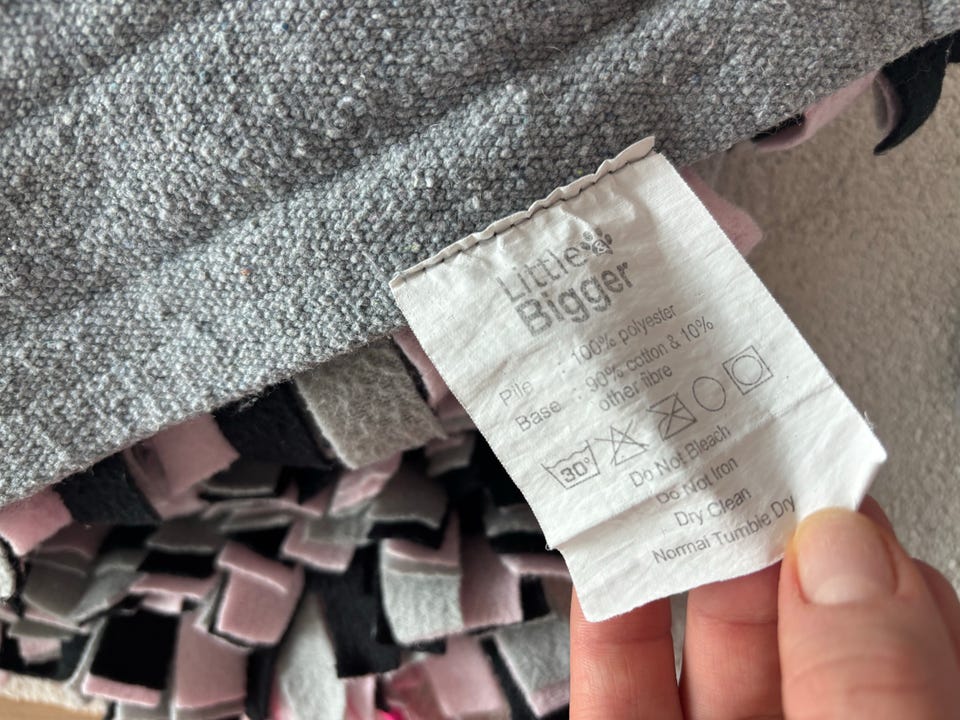 Little
Bigger
Pile : 100% polyester
Base : 90% cotton & 10%
other fibre
30°
Do Not Bleach
Do Not Iron
Dry Clean
Normal Tumble Dry